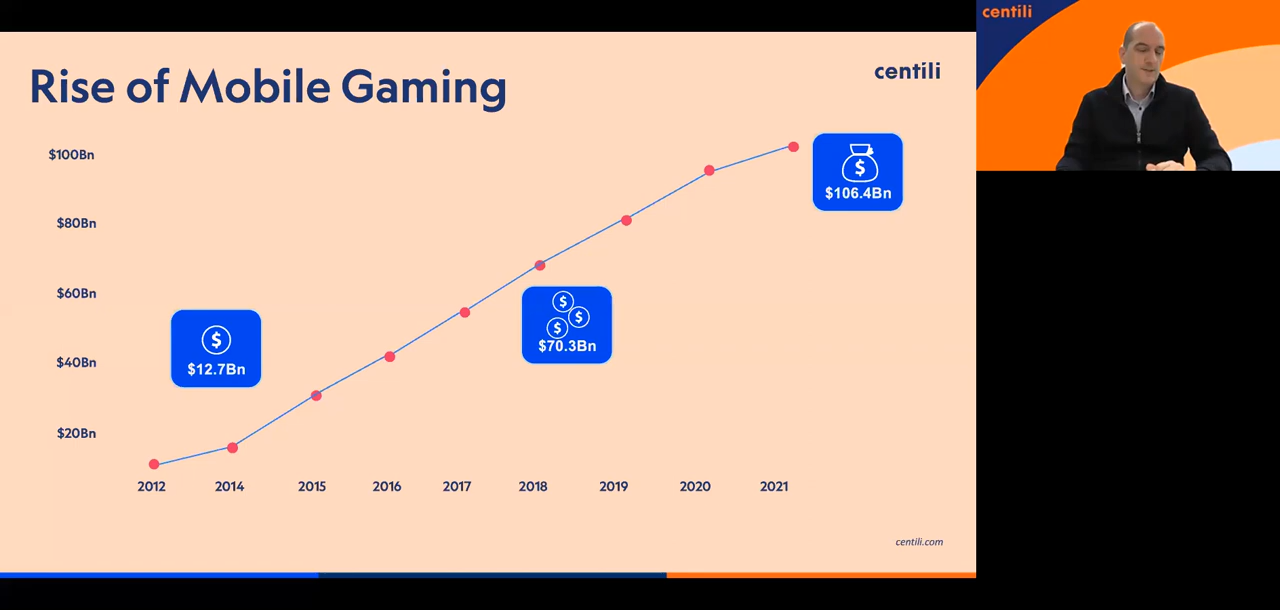 Rise of Mobile Gaming
centili
centili
$100Bn
$80Bn
$60Bn
$40Bn
$20Bn
$
$12.7Bn
$
$
$
$70.3Bn
$
$106.4Bn
2012 2014 2015 2016 2017 2018 2019 2020 2021
centili.com